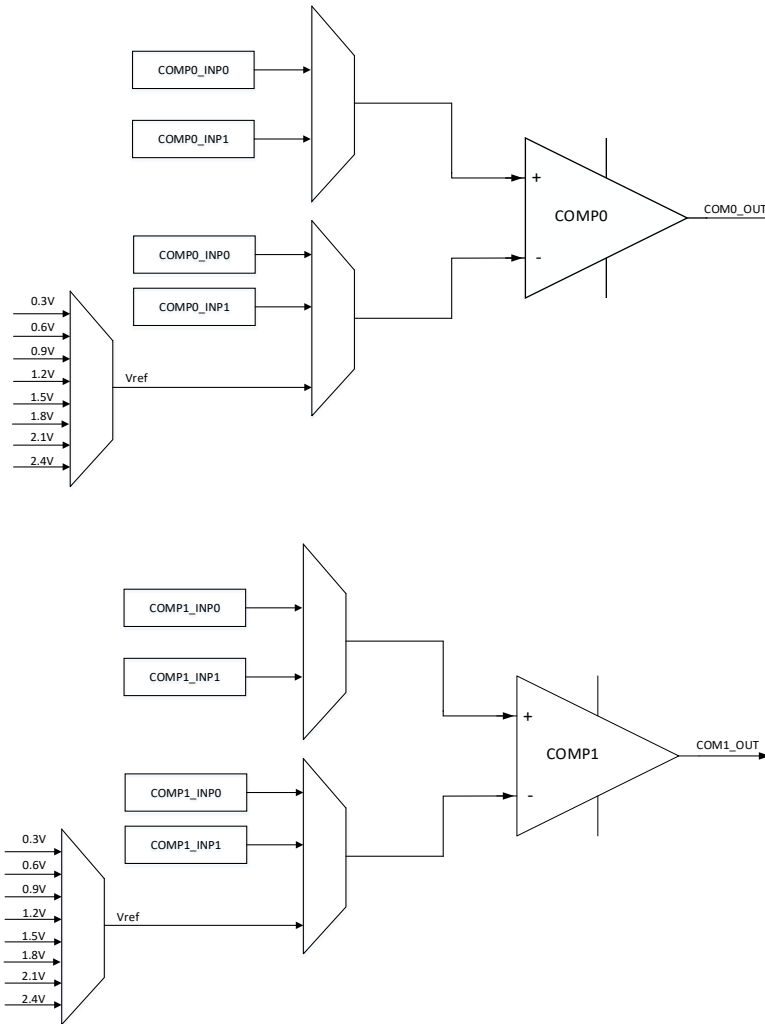 COMP0_INP0
COMP0_INP1
+
COMP0
COM0_OUT
-
COMP0_INP0
COMP0_INP1
0.3V
0.6V
0.9V
1.2V
1.5V
1.8V
2.1V
2.4V
Vref
COMP1_INP0
COMP1_INP1
+
COMP1
COM1_OUT
-
COMP1_INP0
COMP1_INP1
0.3V
0.6V
0.9V
1.2V
1.5V
1.8V
2.1V
2.4V
Vref